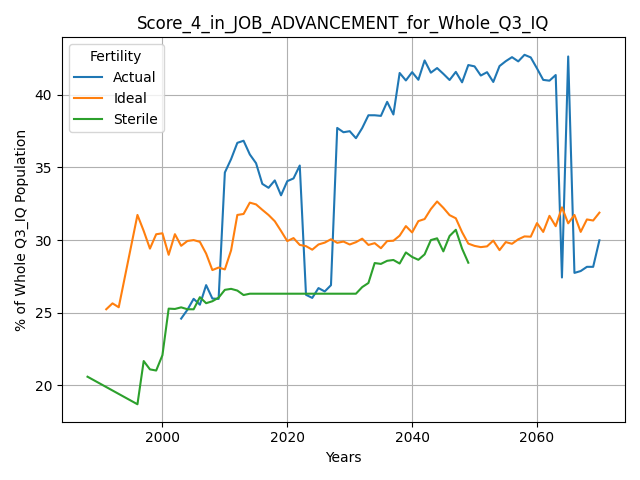 Score_4_in_JOB_ADVANCEMENT_for_Whole_Q3_IQ
Fertility
Actual
Ideal
Sterile
% of Whole Q3_IQ Population
40
35
30
25
20
2000
2020
2040
2060
Years